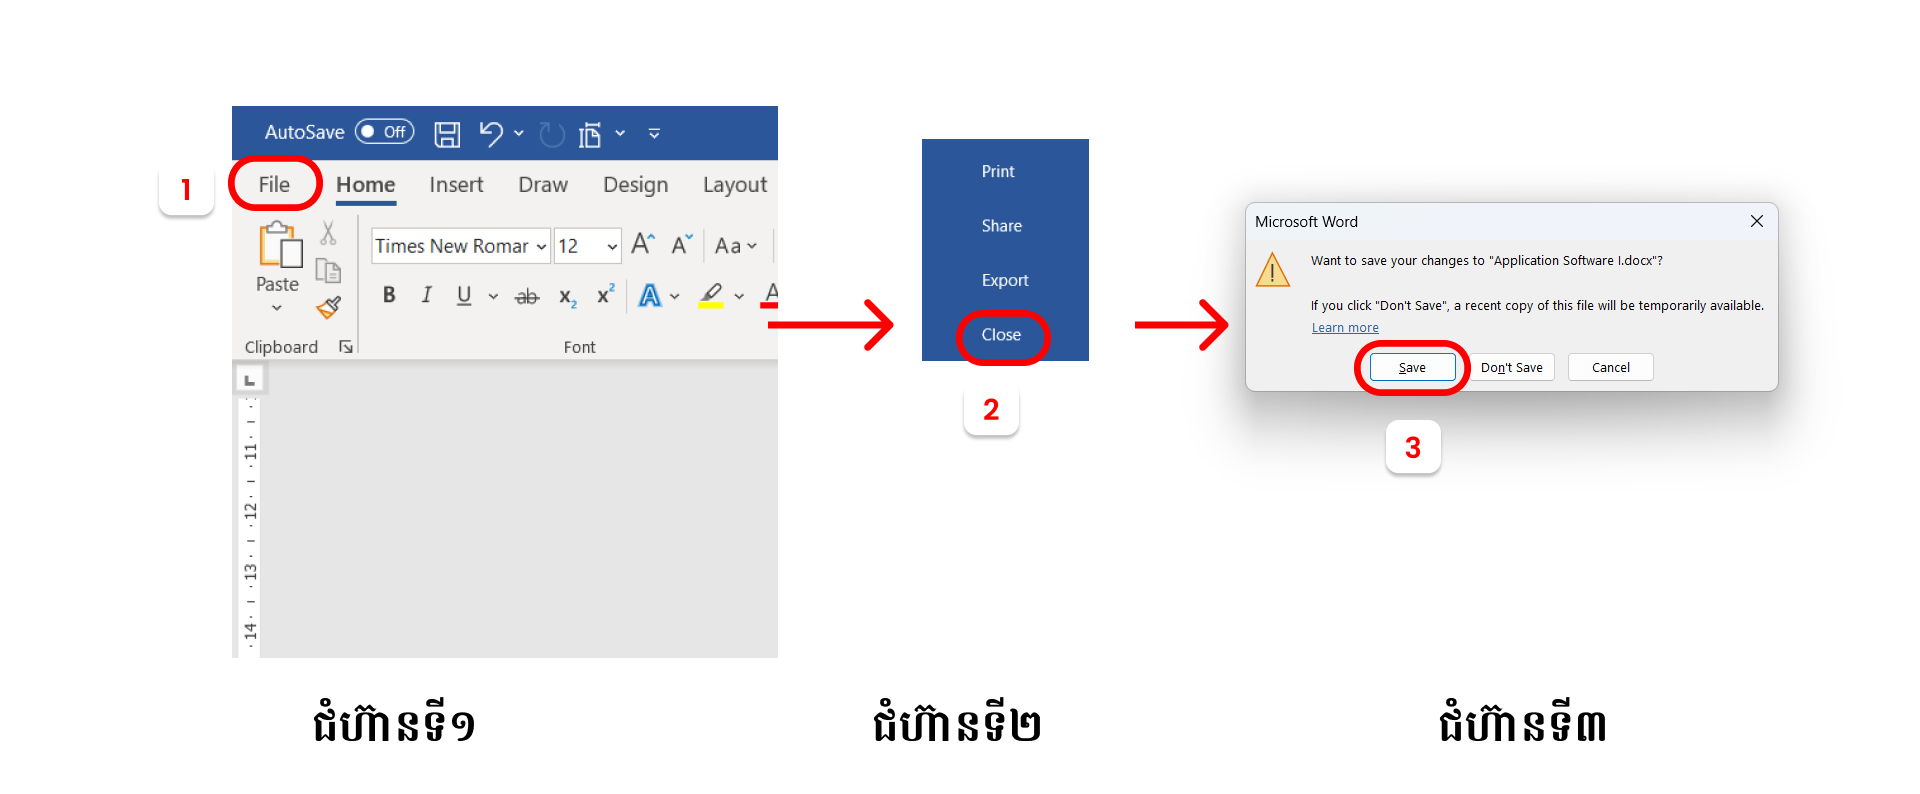 AutoSave Off
1
File Home Insert Draw Design Layout
Paste
Times New Romar 12 Aa
B I U ab x2 x2 A A
Clipboard Font
11
12
13
14
Print
Share
Export
Close
2
Microsoft Word
Want to save your changes to "Application Software I.docx"?
If you click "Don't Save", a recent copy of this file will be temporarily available.
Learn more
Save Don't Save Cancel
3
ជំហ៊ានទី១ ជំហ៊ានទី២ ជំហ៊ានទី៣